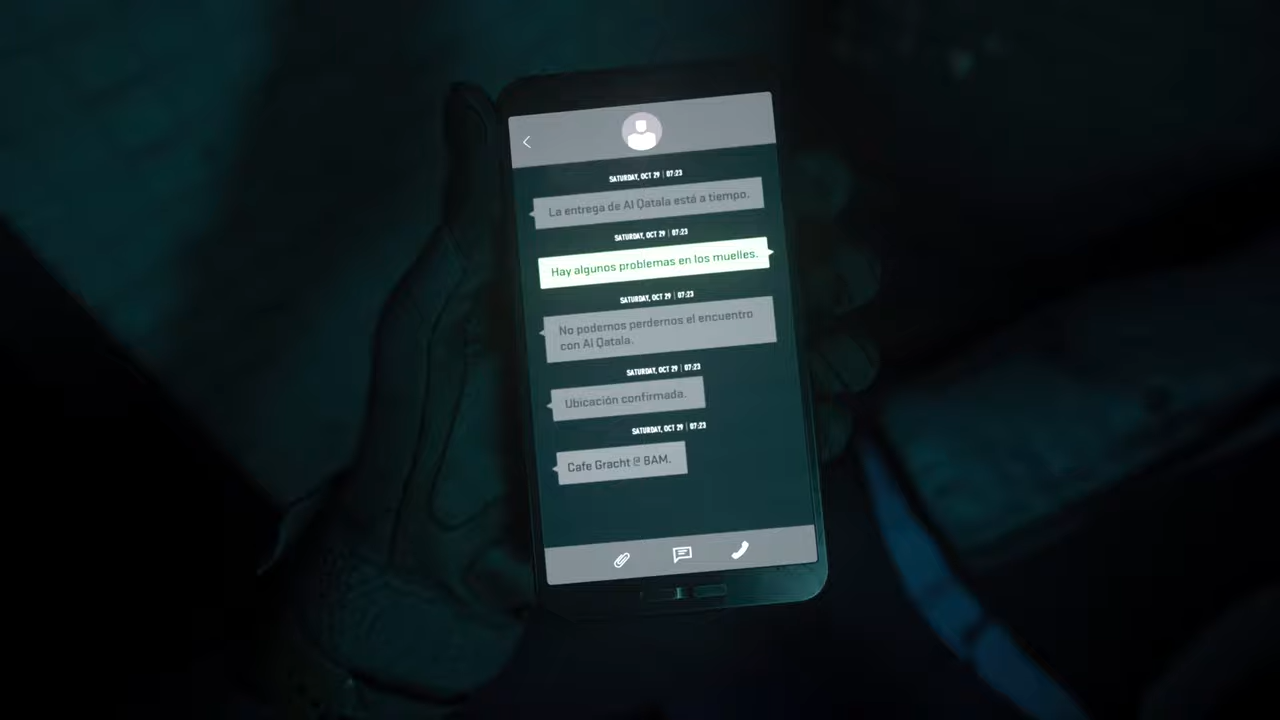 SATURDAY, OCT 29 | 07:23
La entrega de Al Qatala está a tiempo.
SATURDAY, OCT 29 | 07:23
Hay algunos problemas en los muelles.
SATURDAY, OCT 29 | 07:23
No podemos perdernos el encuentro
con Al Qatala.
SATURDAY, OCT 29 | 07:23
Ubicación confirmada.
SATURDAY, OCT 29 | 07:23
Cafe Gracht @ 8AM.